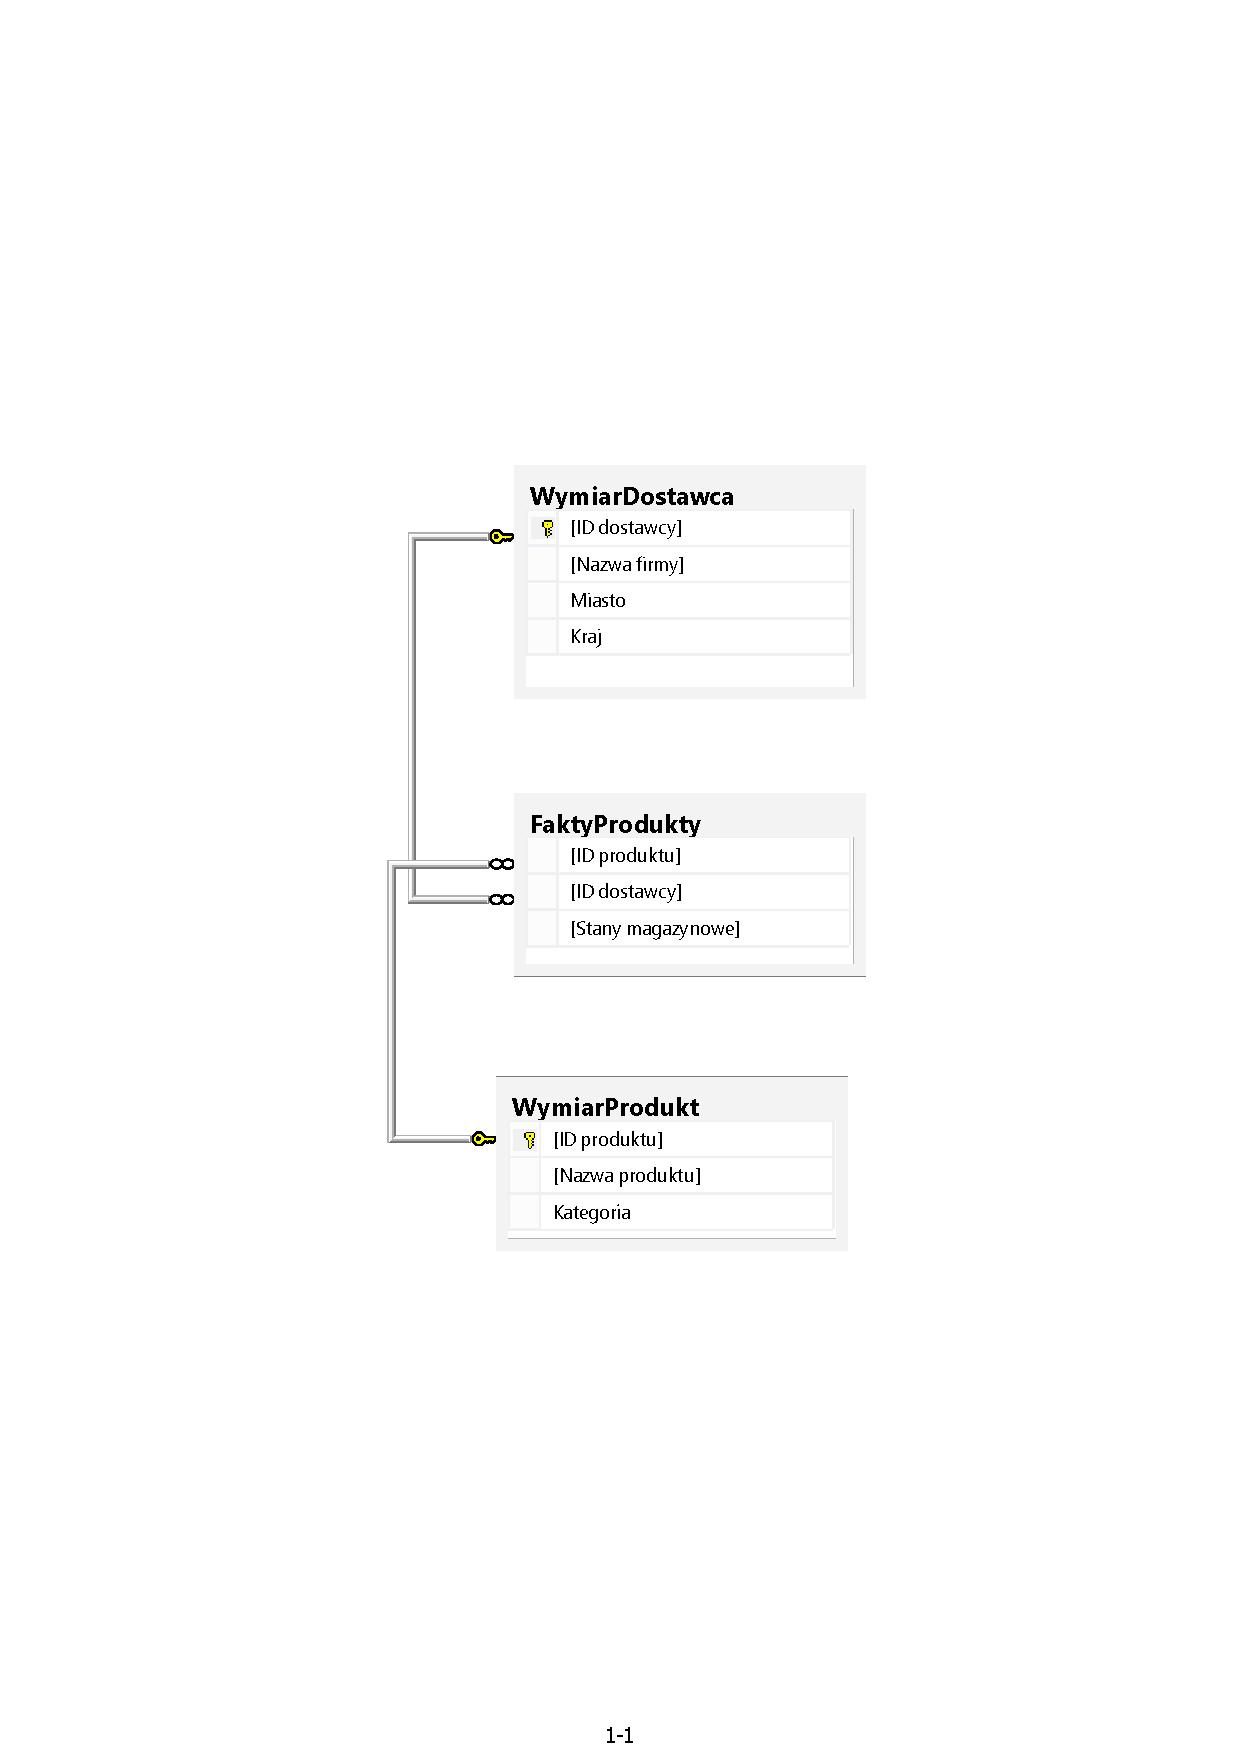 WymiarDostawca
[ID dostawcy]
[Nazwa firmy]
Miasto
Kraj
FaktyProdukty
[ID produktu]
[ID dostawcy]
[Stany magazynowe]
WymiarProdukt
[ID produktu]
[Nazwa produktu]
Kategoria
1-1